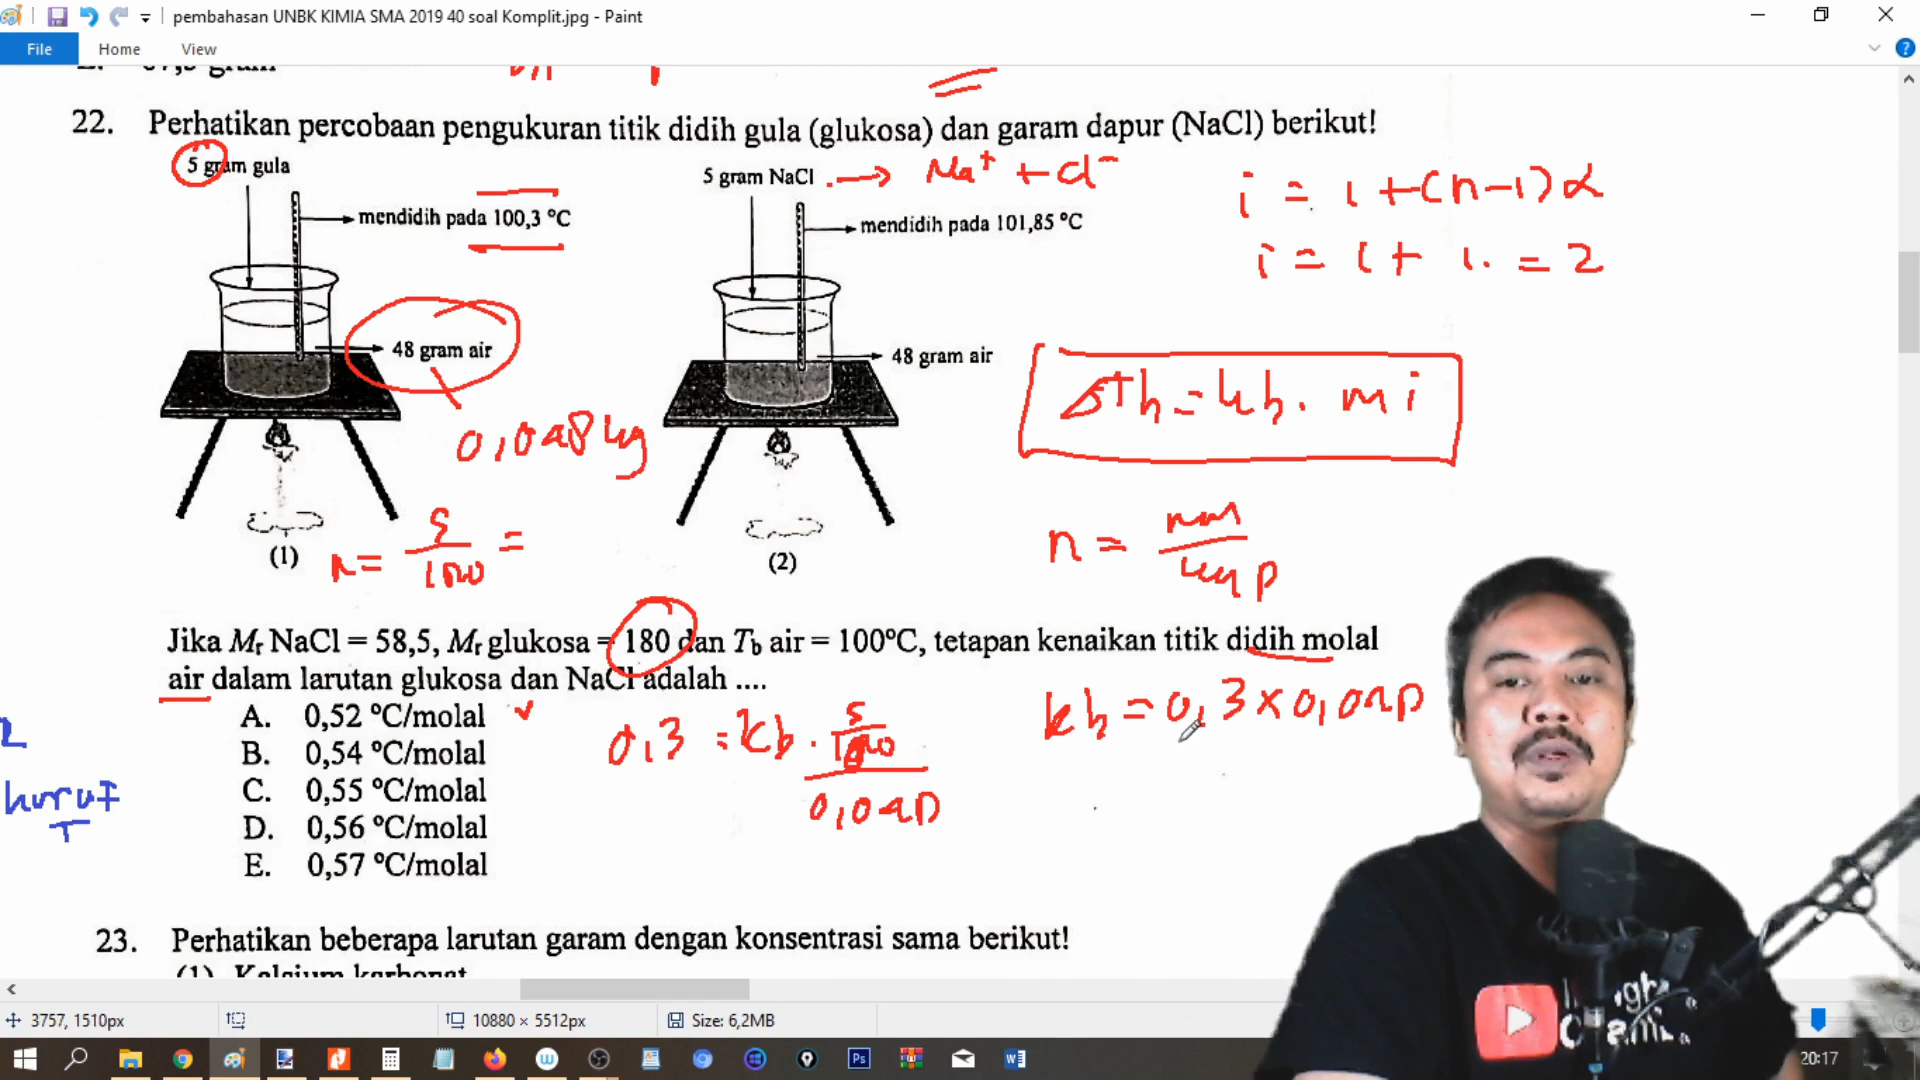 pembahasan UNBK KIMIA SMA 2019 40 soal Komplit.jpg - Paint
File Home View
22. Perhatikan percobaan pengukuran titik didih gula (glukosa) dan garam dapur (NaCl) berikut!
5 gram gula
5 gram NaCl → Na⁺ + Cl⁻
i = 1 + (n-1) α
mendidih pada 100,3 °C
mendidih pada 101,85 °C
i = 1 + 1. = 2
48 gram air
48 gram air
ΔTb = kb. m i
0,048 kg
(1)
(2)
n = 5/180 =
Jika Mr NaCl = 58,5, Mr glukosa = 180 dan Tb air = 100°C, tetapan kenaikan titik didih molal
air dalam larutan glukosa dan NaCl adalah ....
A. 0,52 °C/molal
B. 0,54 °C/molal
C. 0,55 °C/molal
D. 0,56 °C/molal
E. 0,57 °C/molal
0,3 = kb . 5/180
0,048
kb = 0,3 x 0,048
huruf
23. Perhatikan beberapa larutan garam dengan konsentrasi sama berikut!
(1) Kalsium karbonat
3757, 1510px
10880 × 5512px
Size: 6,2MB
20:17